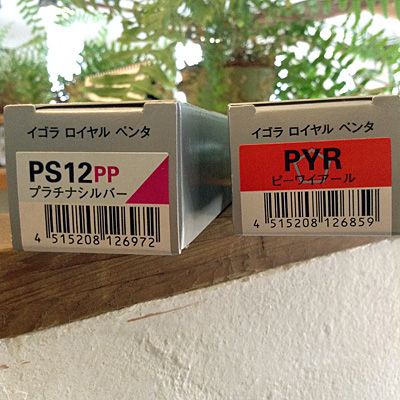 イゴラ ロイヤル ペンタ
PS12PP
プラチナシルバー
4 515208 126972
イゴラ ロイヤル ペンタ
PYR
ピーワイアール
4 515208 126859